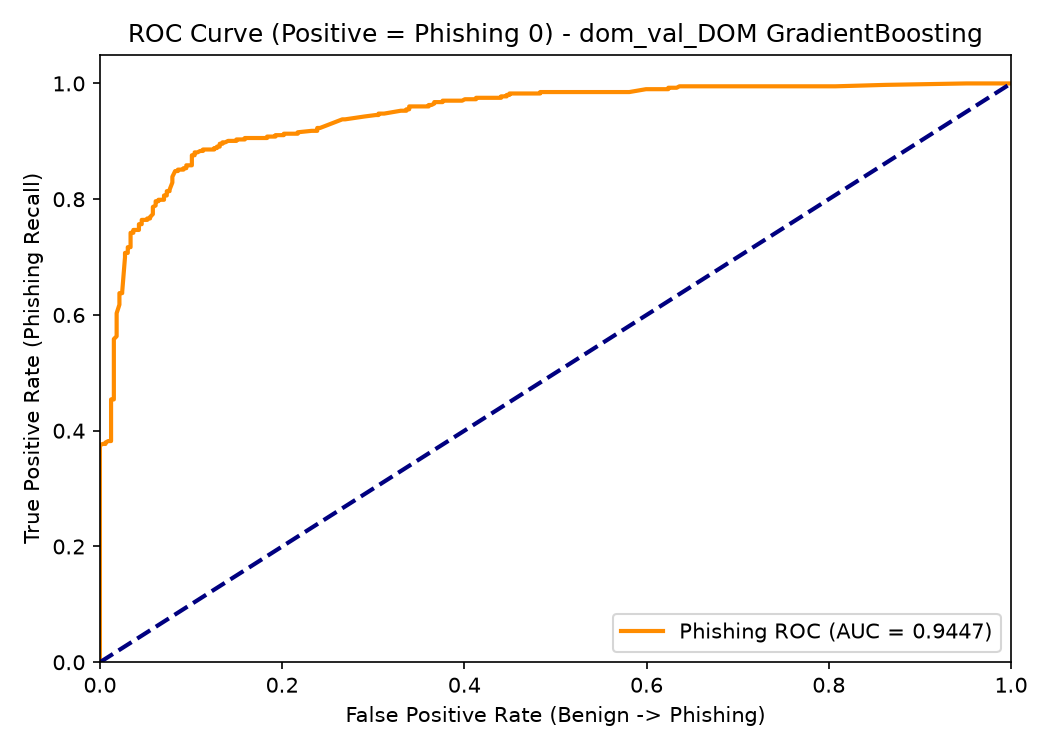 ROC Curve (Positive = Phishing 0) - dom_val_DOM GradientBoosting
True Positive Rate (Phishing Recall)
1.0
0.8
0.6
0.4
0.2
0.0
0.0 0.2 0.4 0.6 0.8 1.0
False Positive Rate (Benign -> Phishing)
Phishing ROC (AUC = 0.9447)